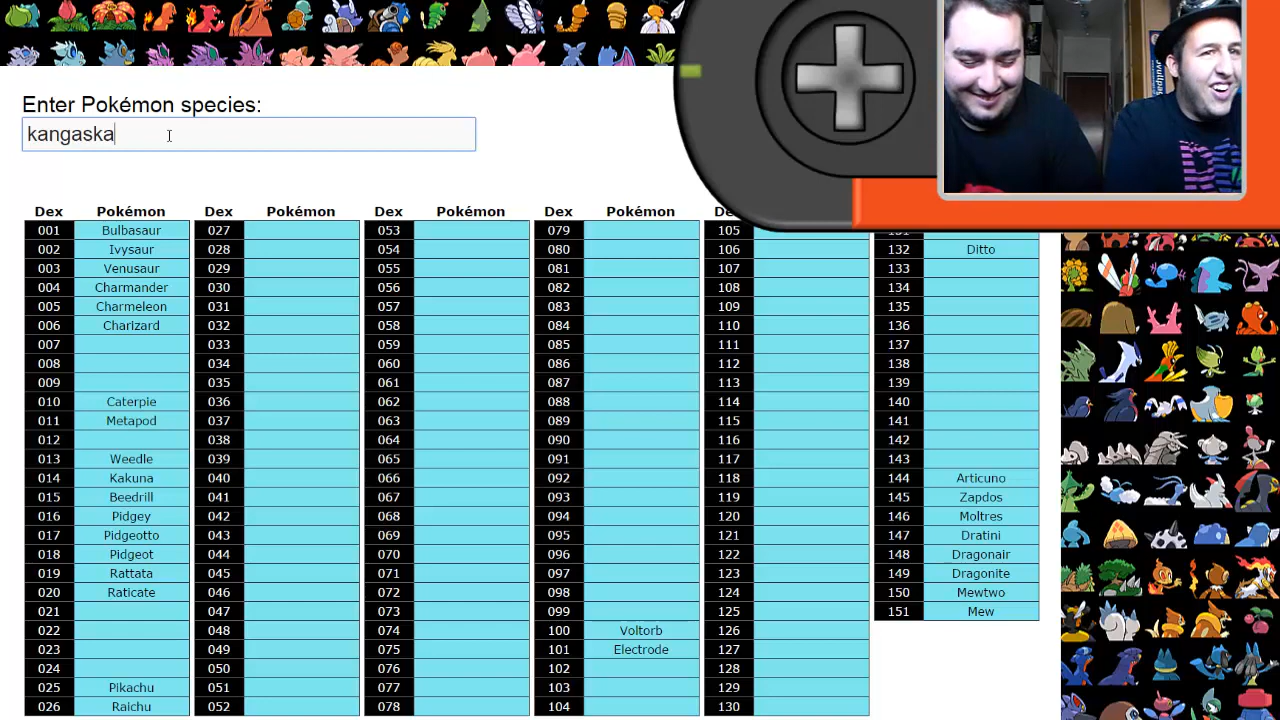 Enter Pokémon species:
kangaska
Dex Pokémon Dex Pokémon Dex Pokémon Dex Pokémon
001 Bulbasaur 027 053 079 105
002 Ivysaur 028 054 080 106 132 Ditto
003 Venusaur 029 055 081 107 133
004 Charmander 030 056 082 108 134
005 Charmeleon 031 057 083 109 135
006 Charizard 032 058 084 110 136
007 033 059 085 111 137
008 034 060 086 112 138
009 035 061 087 113 139
010 Caterpie 036 062 088 114 140
011 Metapod 037 063 089 115 141
012 038 064 090 116 142
013 Weedle 039 065 091 117 143
014 Kakuna 040 066 092 118 144 Articuno
015 Beedrill 041 067 093 119 145 Zapdos
016 Pidgey 042 068 094 120 146 Moltres
017 Pidgeotto 043 069 095 121 147 Dratini
018 Pidgeot 044 070 096 122 148 Dragonair
019 Rattata 045 071 097 123 149 Dragonite
020 Raticate 046 072 098 124 150 Mewtwo
021 047 073 099 125 151 Mew
022 048 074 100 Voltorb 126
023 049 075 101 Electrode 127
024 050 076 102 128
025 Pikachu 051 077 103 129
026 Raichu 052 078 104 130